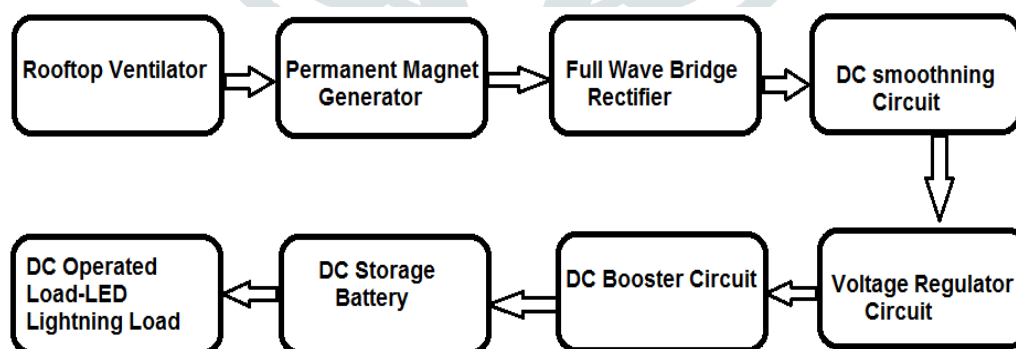 Rooftop Ventilator
Permanent Magnet
Generator
Full Wave Bridge
Rectifier
DC smoothning
Circuit
Voltage Regulator
Circuit
DC Booster Circuit
DC Storage
Battery
DC Operated
Load-LED
Lightning Load